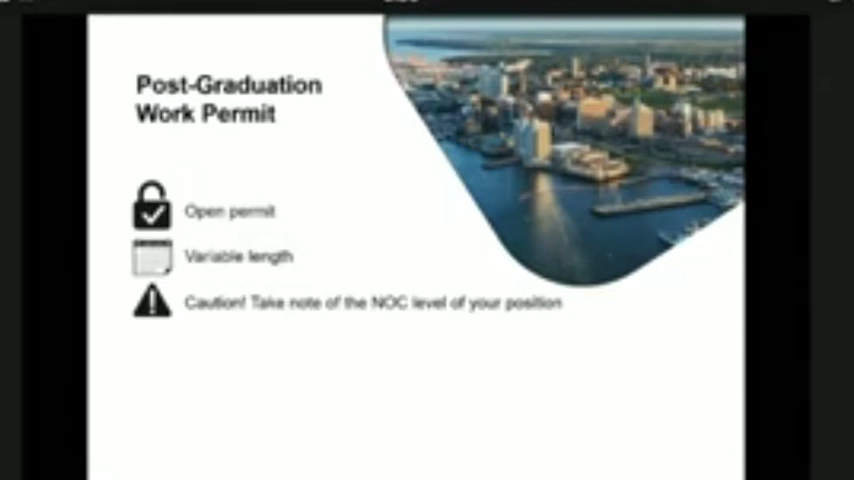 Post-Graduation
Work Permit
Open permit
Variable length
Caution! Take note of the NOC level of your position